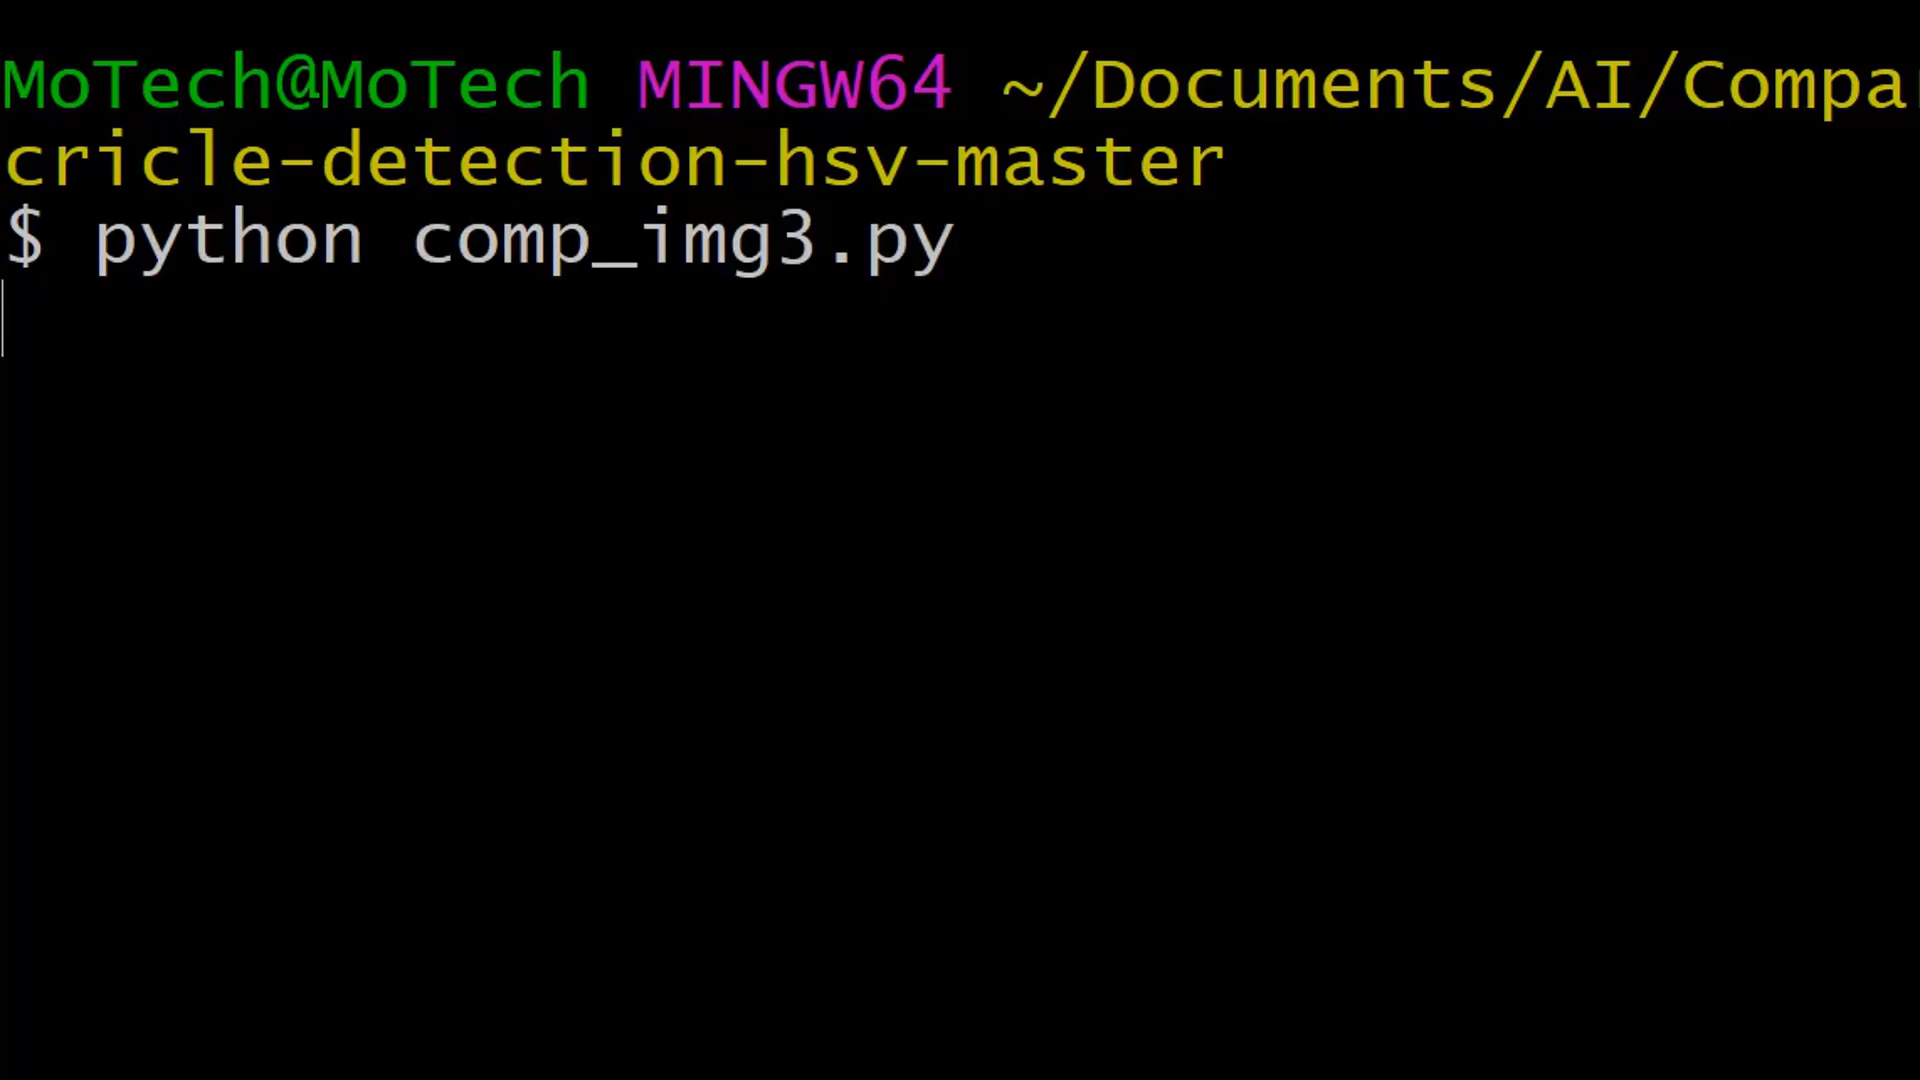 MoTech@MoTech MINGW64 ~/Documents/AI/Compa
cricle-detection-hsv-master
$ python comp_img3.py